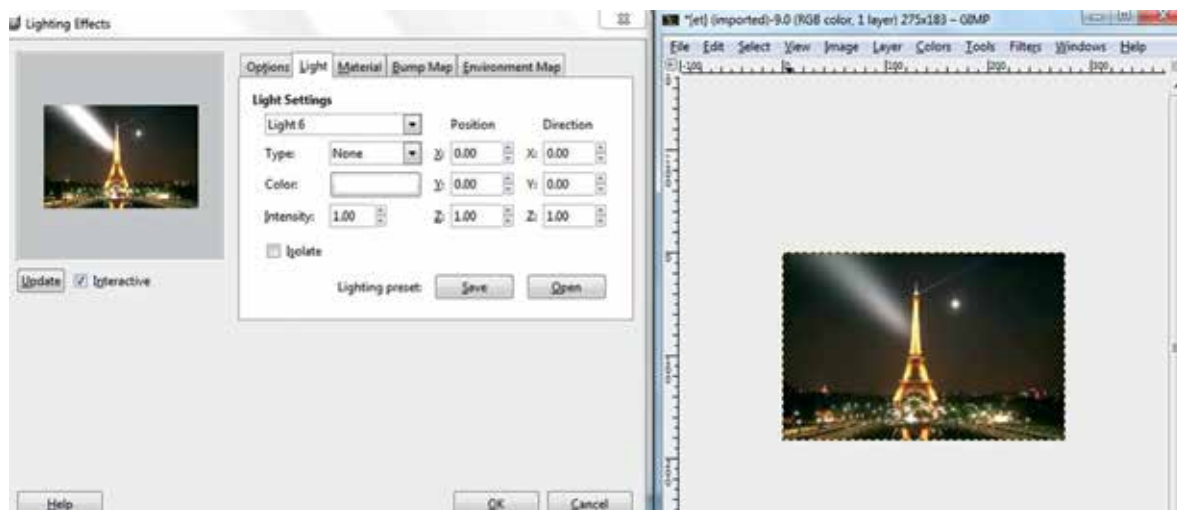 Lighting Effects
Options Light Material Bump Map Environment Map
Light Settings
Light 6 Position Direction
Type: None X: 0.00 X: 0.00
Color: Y: 0.00 Y: 0.00
Intensity: 1.00 Z: 1.00 Z: 1.00
Isolate
Lighting preset: Save Open
Update Interactive
Help OK Cancel
*[et] (imported)-9.0 (RGB color, 1 layer) 275x183 – GIMP
File Edit Select View Image Layer Colors Tools Filters Windows Help
-100 0 100 200 300